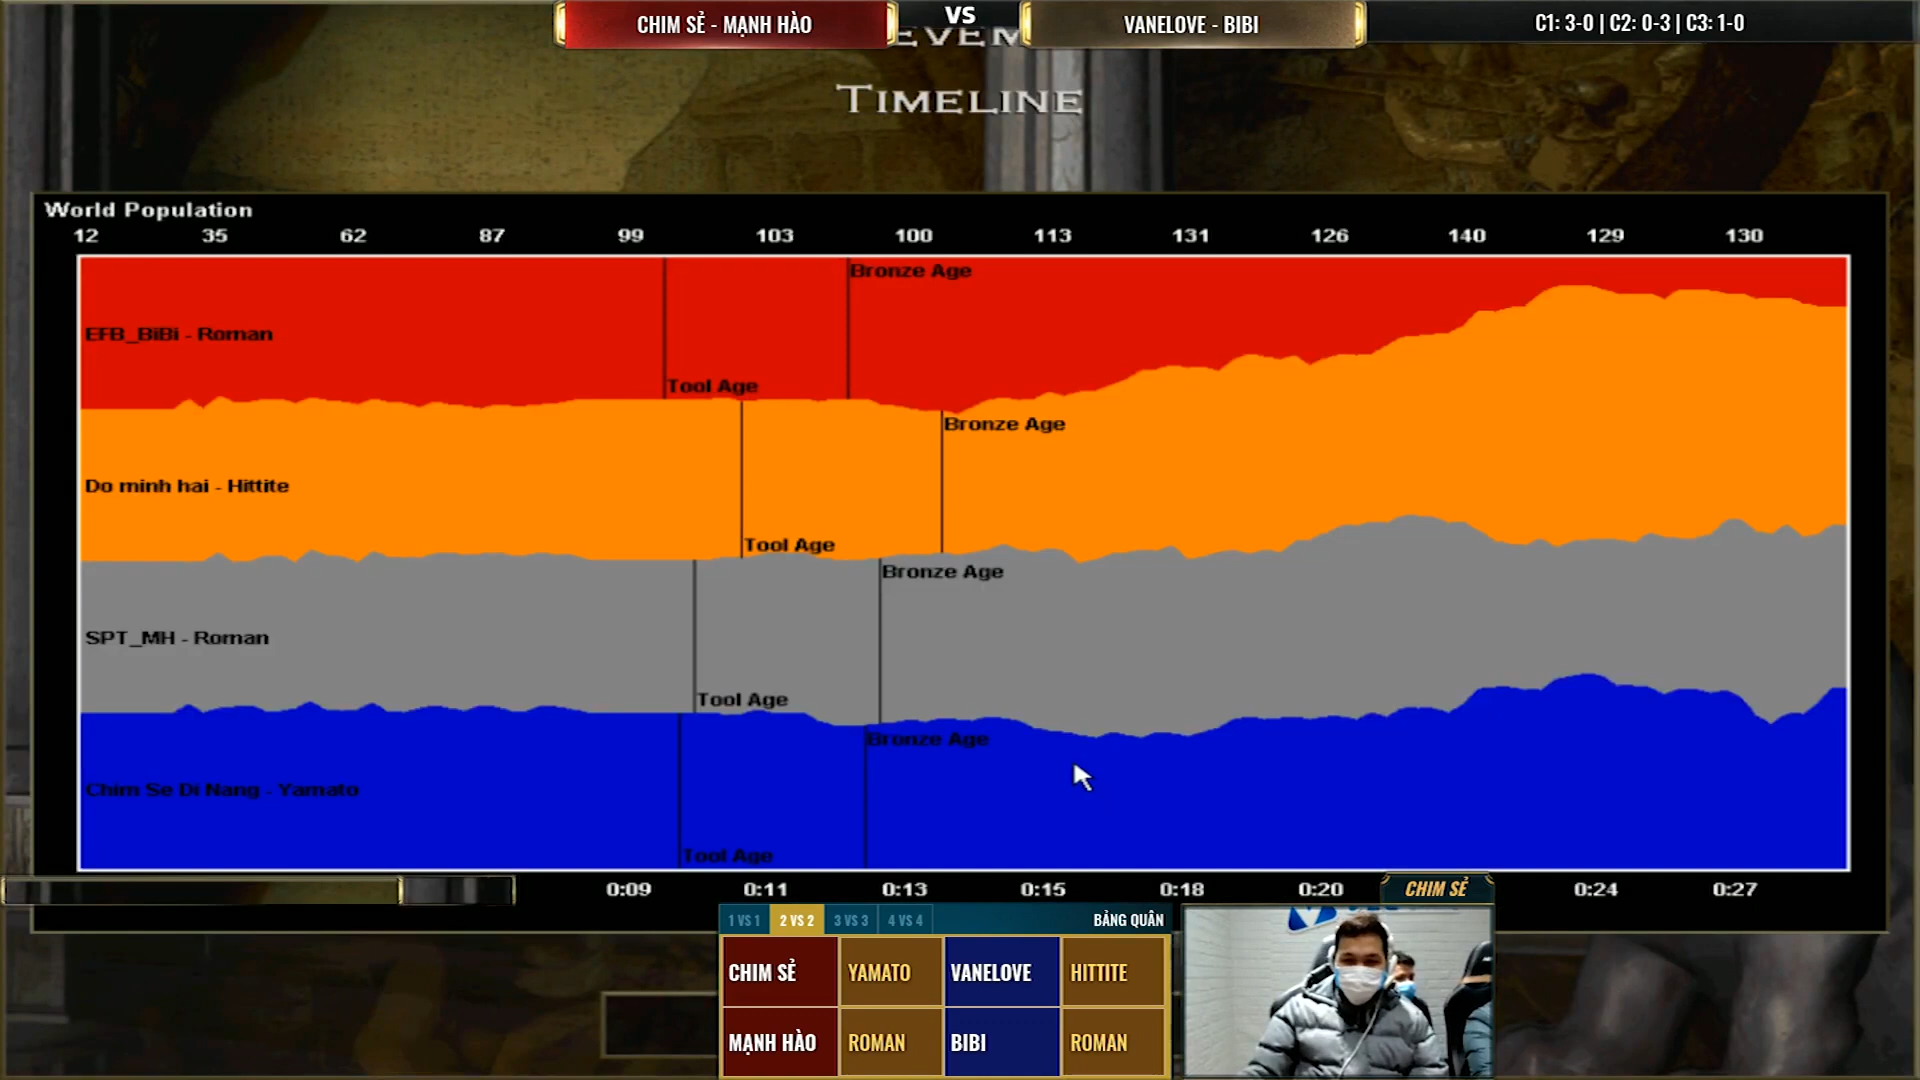 CHIM SẺ - MẠNH HÀO
VS
VANELOVE - BIBI
C1: 3-0 | C2: 0-3 | C3: 1-0
TIMELINE
World Population
12 35 62 87 99 103 100 113 131 126 140 129 130
Bronze Age
EFB_BiBi - Roman
Tool Age
Bronze Age
Do minh hai - Hittite
Tool Age
Bronze Age
SPT_MH - Roman
Tool Age
Bronze Age
Chim Se Di Nang - Yamato
Tool Age
0:09 0:11 0:13 0:15 0:18 0:20 0:24 0:27
CHIM SẺ
1 VS 1 2 VS 2 3 VS 3 4 VS 4 BẢNG QUÂN
CHIM SẺ YAMATO VANELOVE HITTITE
MẠNH HÀO ROMAN BIBI ROMAN